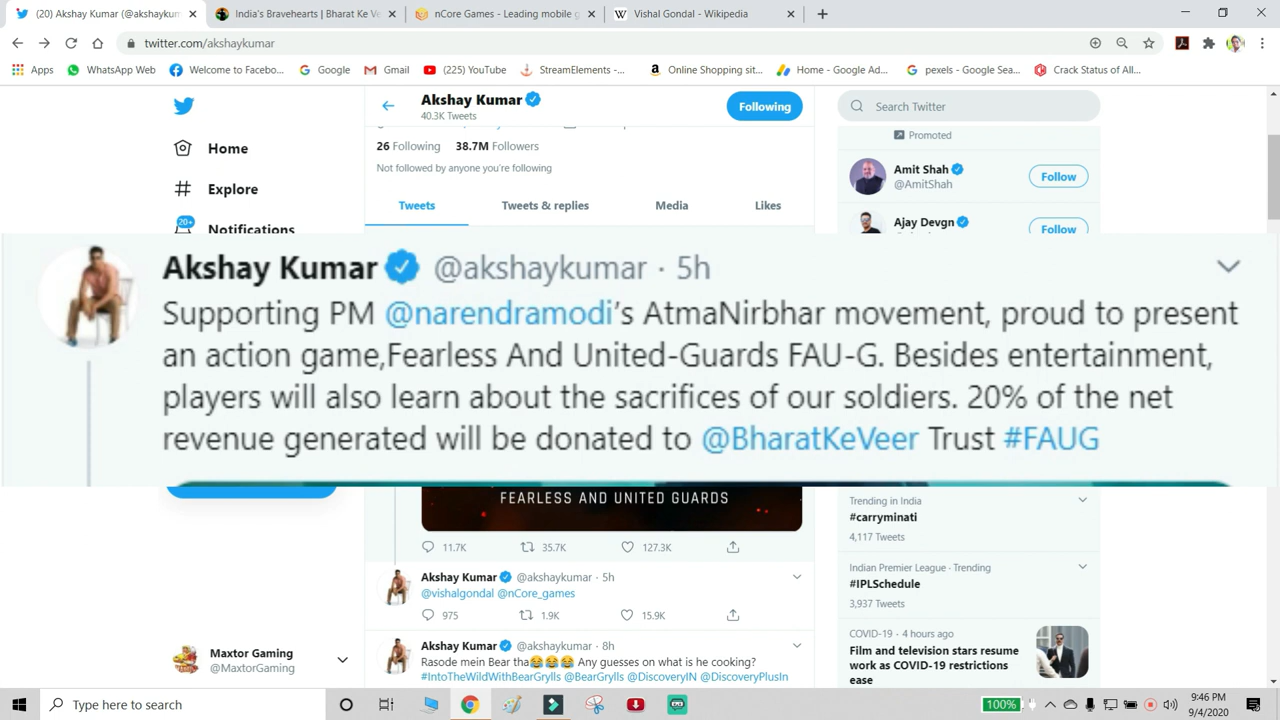 (20) Akshay Kumar (@akshaykum
India's Bravehearts | Bharat Ke Ve
nCore Games - Leading mobile g
Vishal Gondal - Wikipedia
twitter.com/akshaykumar
Apps
WhatsApp Web
Welcome to Facebo...
Google
Gmail
(225) YouTube
StreamElements -...
Online Shopping sit...
Home - Google Ad...
pexels - Google Sea...
Crack Status of All...
Akshay Kumar
40.3K Tweets
Following
Search Twitter
26 Following 38.7M Followers
Not followed by anyone you're following
Tweets
Tweets & replies
Media
Likes
Home
Explore
20+
Notifications
Promoted
Amit Shah
@AmitShah
Follow
Ajay Devgn
Follow
Akshay Kumar @akshaykumar · 5h
Supporting PM @narendramodi's AtmaNirbhar movement, proud to present
an action game,Fearless And United-Guards FAU-G. Besides entertainment,
players will also learn about the sacrifices of our soldiers. 20% of the net
revenue generated will be donated to @BharatKeVeer Trust #FAUG
FEARLESS AND UNITED GUARDS
11.7K
35.7K
127.3K
Akshay Kumar @akshaykumar · 5h
@vishalgondal @nCore_games
975
1.9K
15.9K
Akshay Kumar @akshaykumar · 8h
Rasode mein Bear tha😂😂😂 Any guesses on what is he cooking?
#IntoTheWildWithBearGrylls @BearGrylls @DiscoveryIN @DiscoveryPlusIn
Trending in India
#carryminati
4,117 Tweets
Indian Premier League · Trending
#IPLSchedule
3,937 Tweets
COVID-19 · 4 hours ago
Film and television stars resume
work as COVID-19 restrictions
ease
Maxtor Gaming
@MaxtorGaming
Type here to search
100%
9:46 PM
9/4/2020